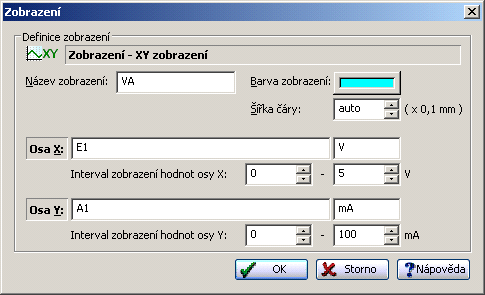 Zobrazení
Definice zobrazení
XY Zobrazení - XY zobrazení
Název zobrazení: VA Barva zobrazení:
Šířka čáry: auto ( x 0,1 mm )
Osa X: E1 V
Interval zobrazení hodnot osy X: 0 - 5 V
Osa Y: A1 mA
Interval zobrazení hodnot osy Y: 0 - 100 mA
OK Storno Nápověda